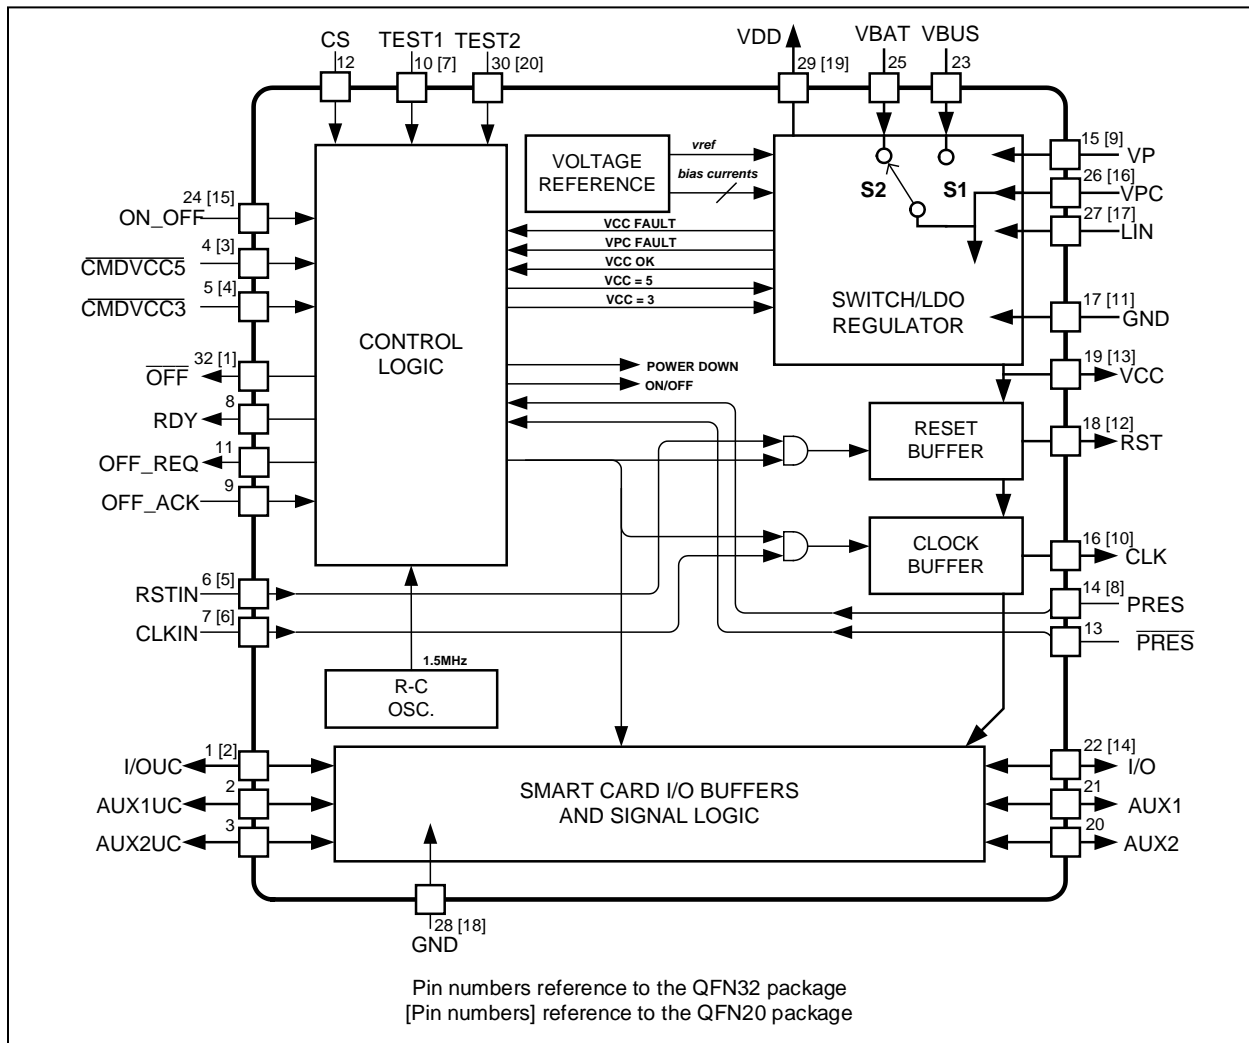 CS
TEST1
TEST2
VDD
VBAT
VBUS
12
10 [7]
30 [20]
29 [19]
25
23
VOLTAGE
REFERENCE
vref
bias currents
S2
S1
15 [9]
VP
26 [16]
VPC
27 [17]
LIN
24 [15]
ON_OFF
4 [3]
CMDVCC5
5 [4]
CMDVCC3
VCC FAULT
VPC FAULT
VCC OK
VCC = 5
VCC = 3
SWITCH/LDO
REGULATOR
17 [11]
GND
CONTROL
LOGIC
32 [1]
OFF
8
RDY
11
OFF_REQ
9
OFF_ACK
POWER DOWN
ON/OFF
19 [13]
VCC
RESET
BUFFER
18 [12]
RST
CLOCK
BUFFER
16 [10]
CLK
6 [5]
RSTIN
7 [6]
CLKIN
14 [8]
PRES
13
PRES
1.5MHz
R-C
OSC.
1 [2]
I/OUC
2
AUX1UC
3
AUX2UC
SMART CARD I/O BUFFERS
AND SIGNAL LOGIC
22 [14]
I/O
21
AUX1
20
AUX2
28 [18]
GND
Pin numbers reference to the QFN32 package
[Pin numbers] reference to the QFN20 package